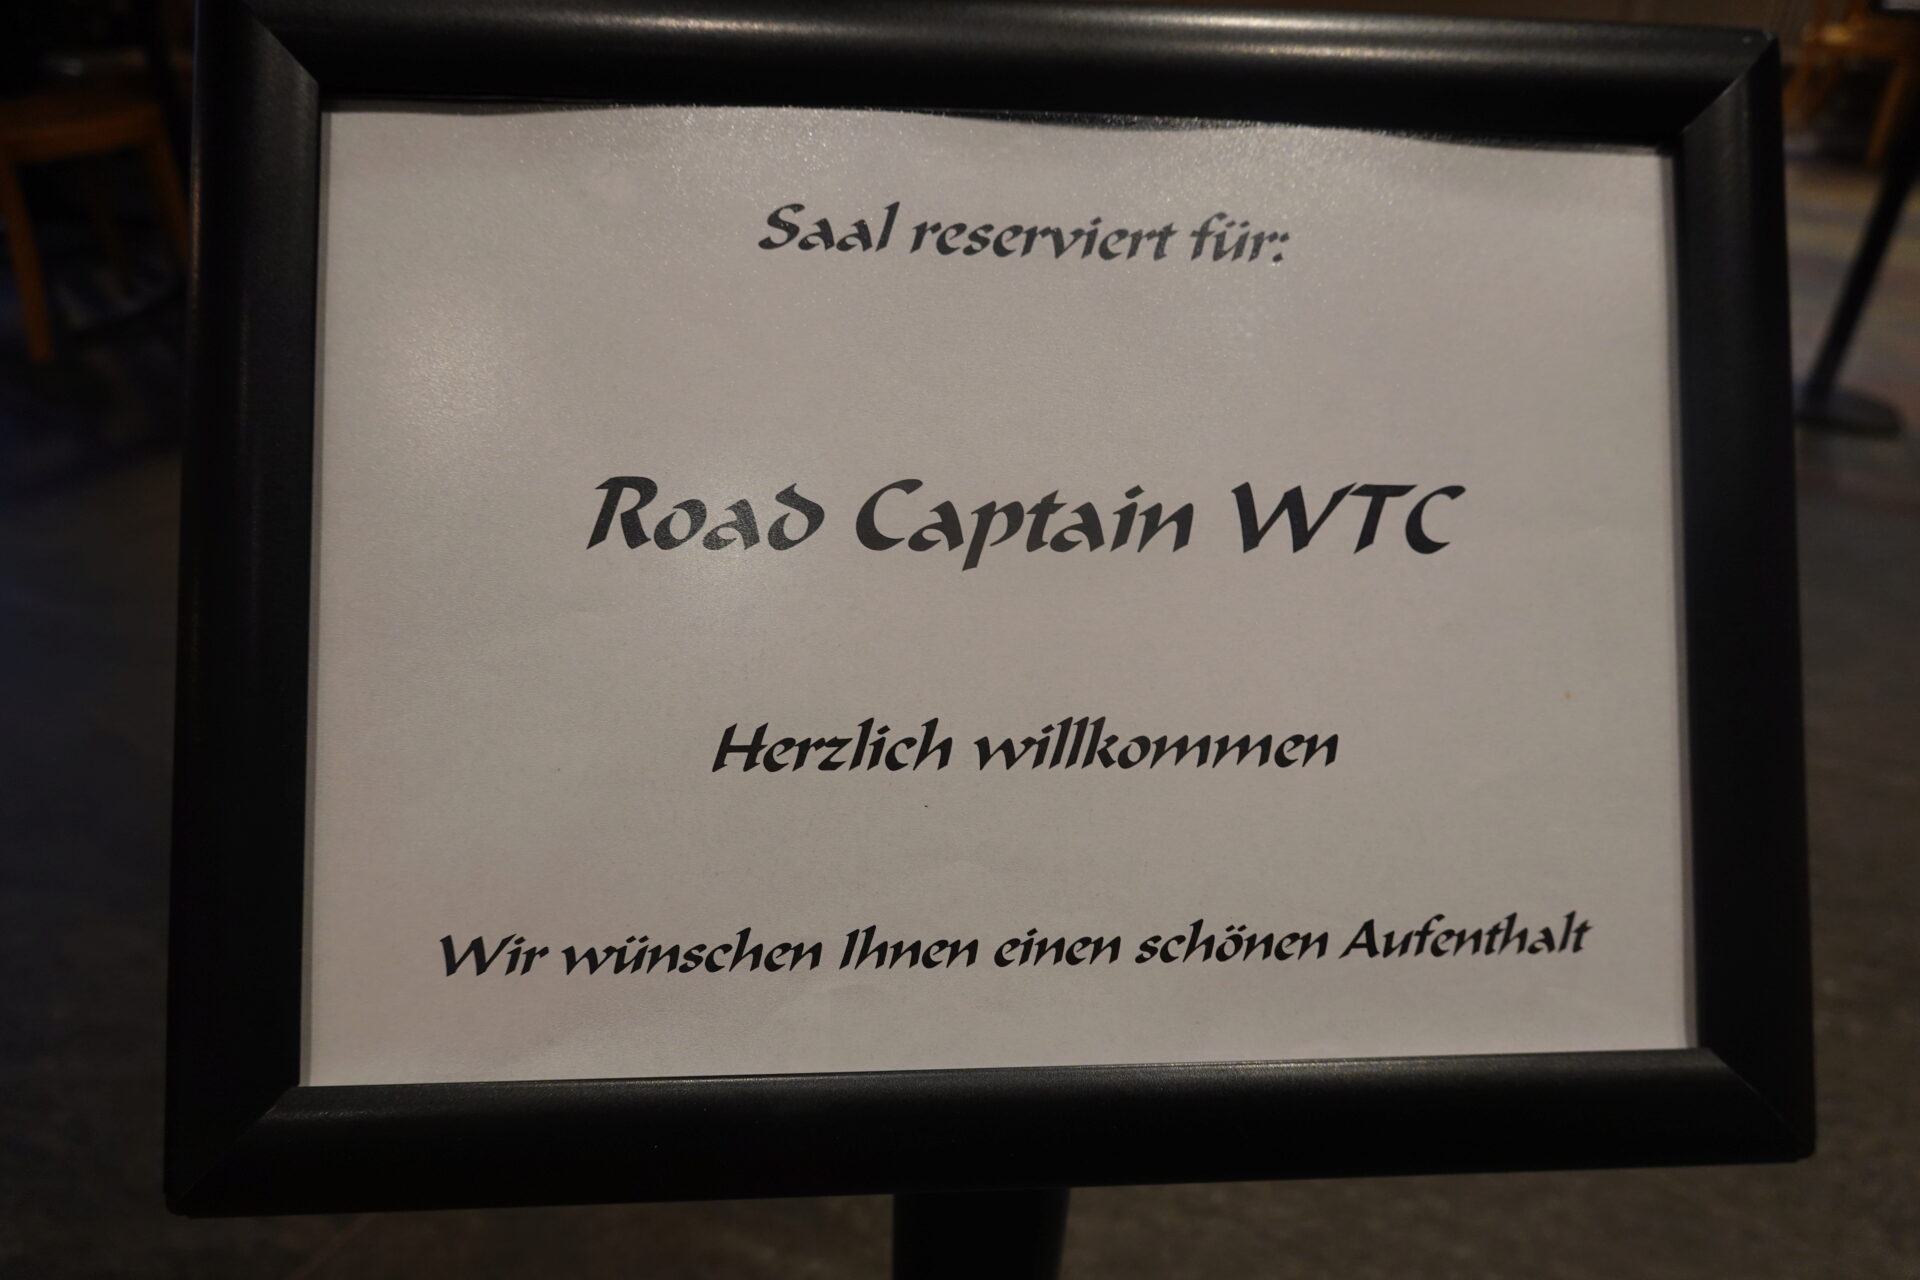 Saal reserviert für:
Road Captain WTC
Herzlich willkommen
Wir wünschen Ihnen einen schönen Aufenthalt